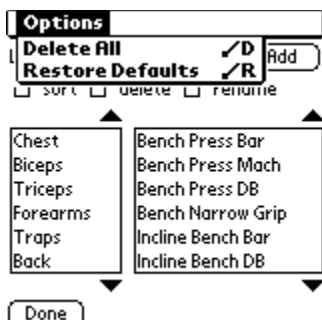 Options
Delete All ⁄D
Restore Defaults ⁄R
Add
sort delete rename
Chest
Biceps
Triceps
Forearms
Traps
Back
Bench Press Bar
Bench Press Mach
Bench Press DB
Bench Narrow Grip
Incline Bench Bar
Incline Bench DB
Done